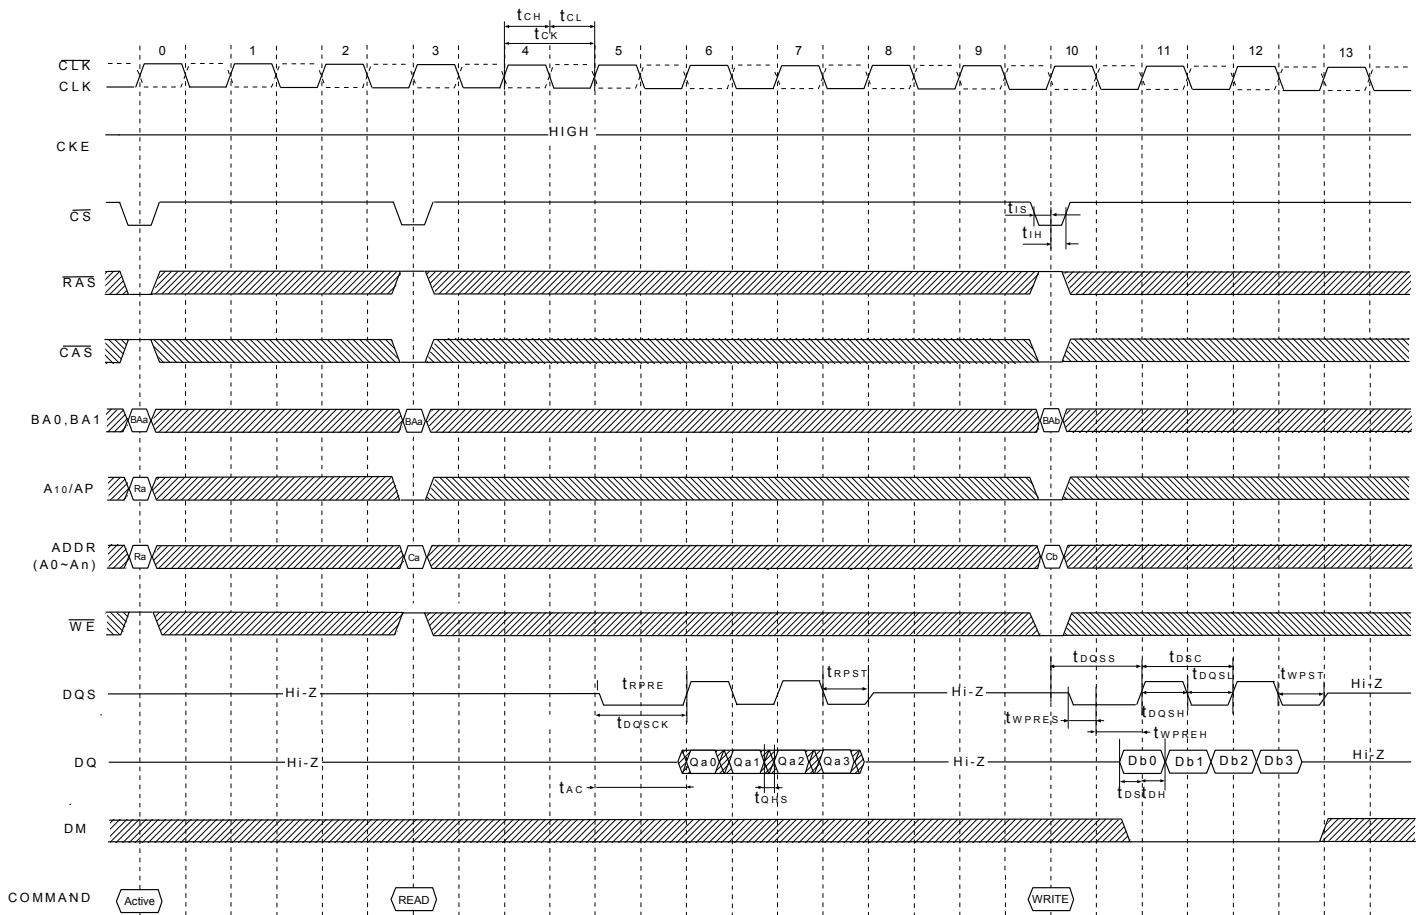 tCH tCL
tCK
0 1 2 3 4 5 6 7 8 9 10 11 12 13
CLK
CLK
HIGH
CKE
CS
tIS
tIH
RAS
CAS
BA0,BA1 BAa BAa BAb
A10/AP Ra
ADDR
(A0~An) Ra Ca Cb
WE
tDQSS tDSC
tRPRE tRPST tDQSL tWPST
DQS Hi-Z Hi-Z Hi-Z
tDQSCK tWPRES tDQSH
tWPREH
DQ Hi-Z Qa0 Qa1 Qa2 Qa3 Hi-Z Db0 Db1 Db2 Db3 Hi-Z
tAC tQHS tDS tDH
DM
COMMAND Active READ WRITE